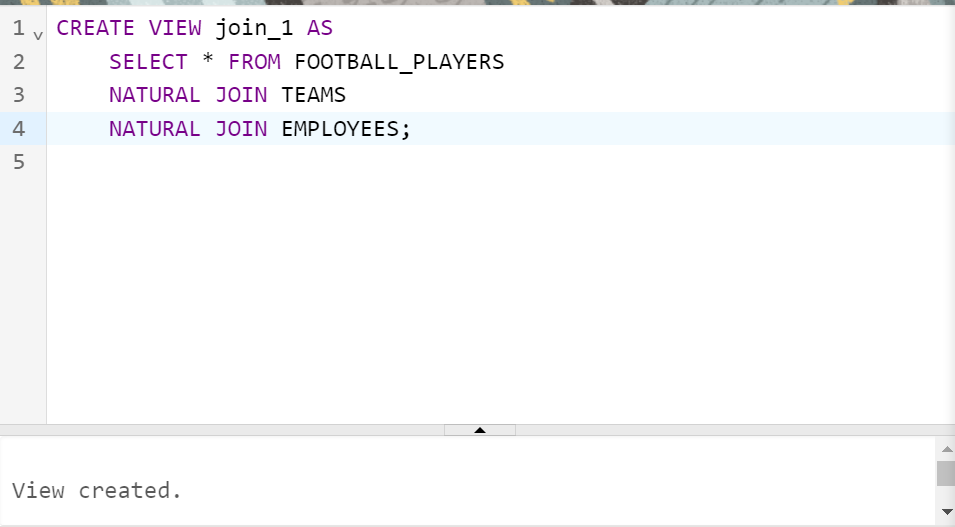 1 CREATE VIEW join_1 AS
2 SELECT * FROM FOOTBALL_PLAYERS
3 NATURAL JOIN TEAMS
4 NATURAL JOIN EMPLOYEES;
5
View created.